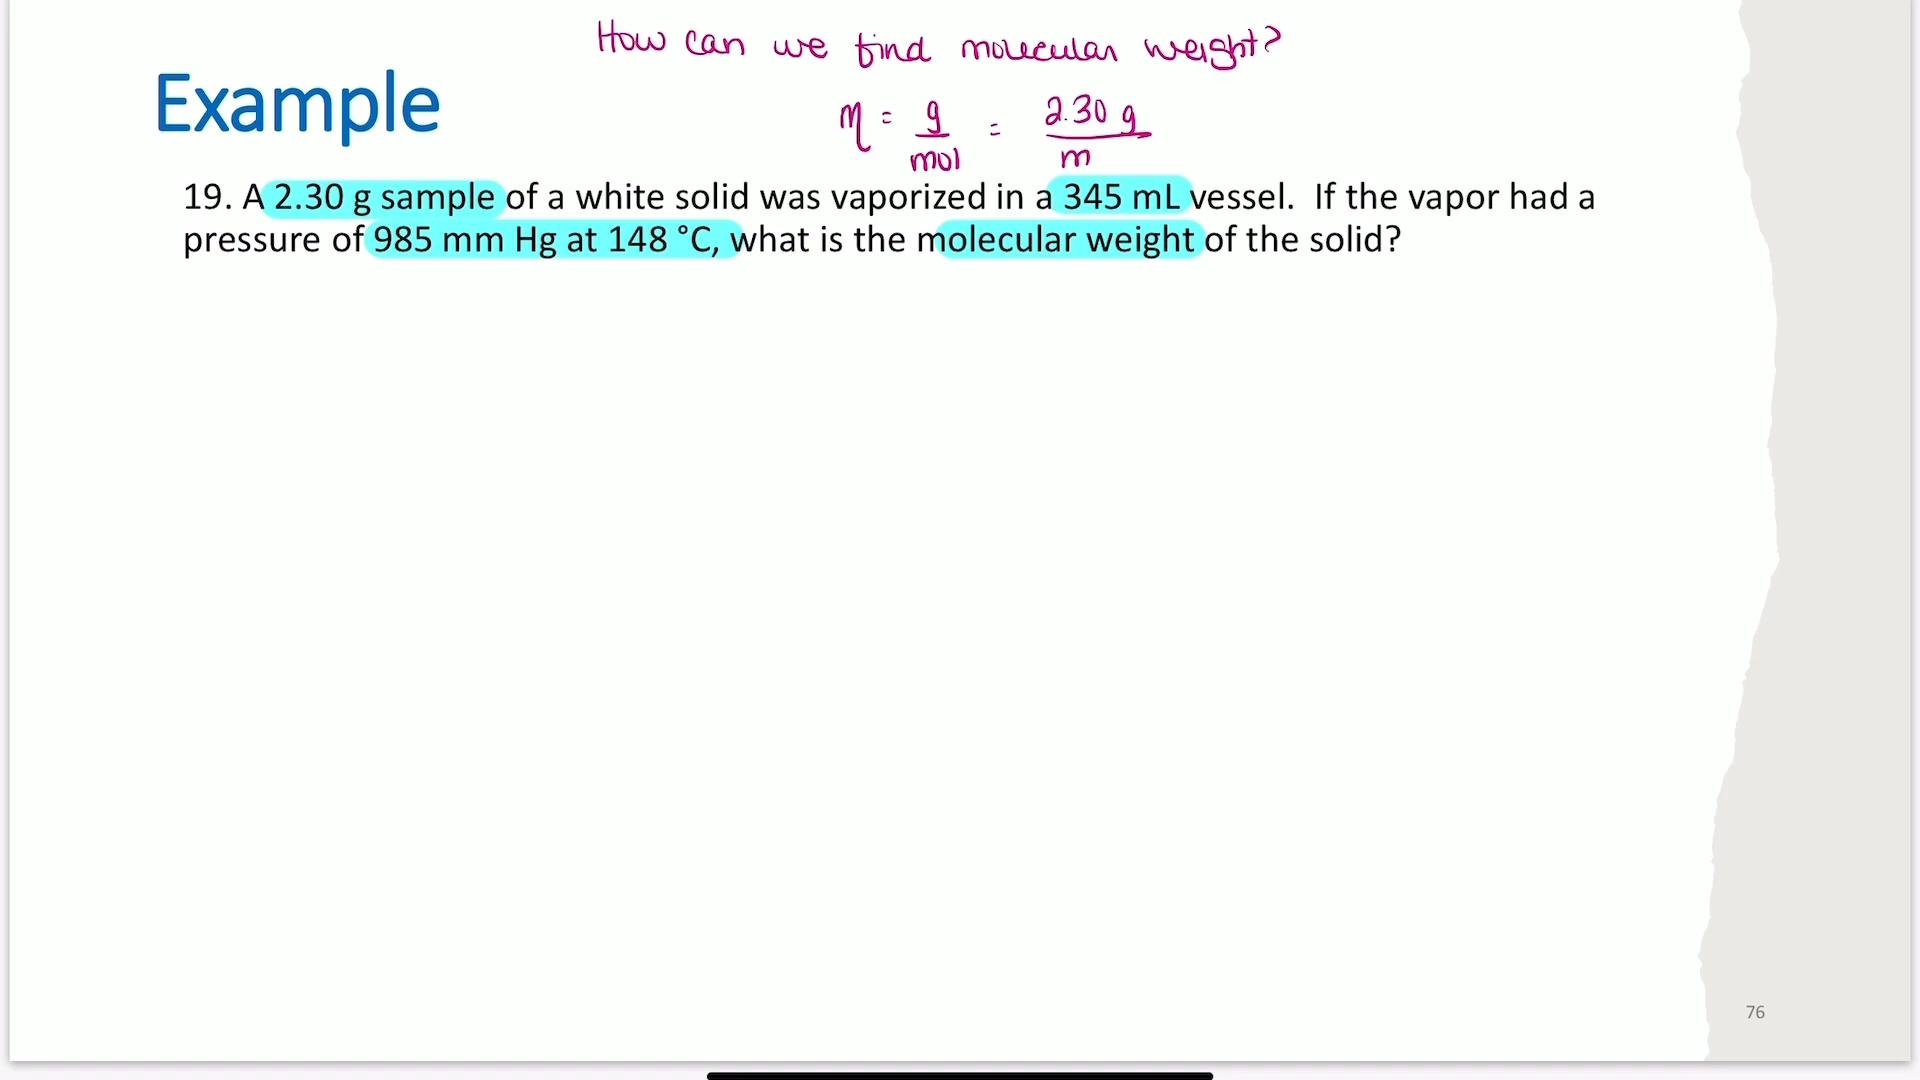 How can we find molecular weight?
Example
M = g/mol = 2.30 g/m
19. A 2.30 g sample of a white solid was vaporized in a 345 mL vessel. If the vapor had a
pressure of 985 mm Hg at 148 °C, what is the molecular weight of the solid?
76